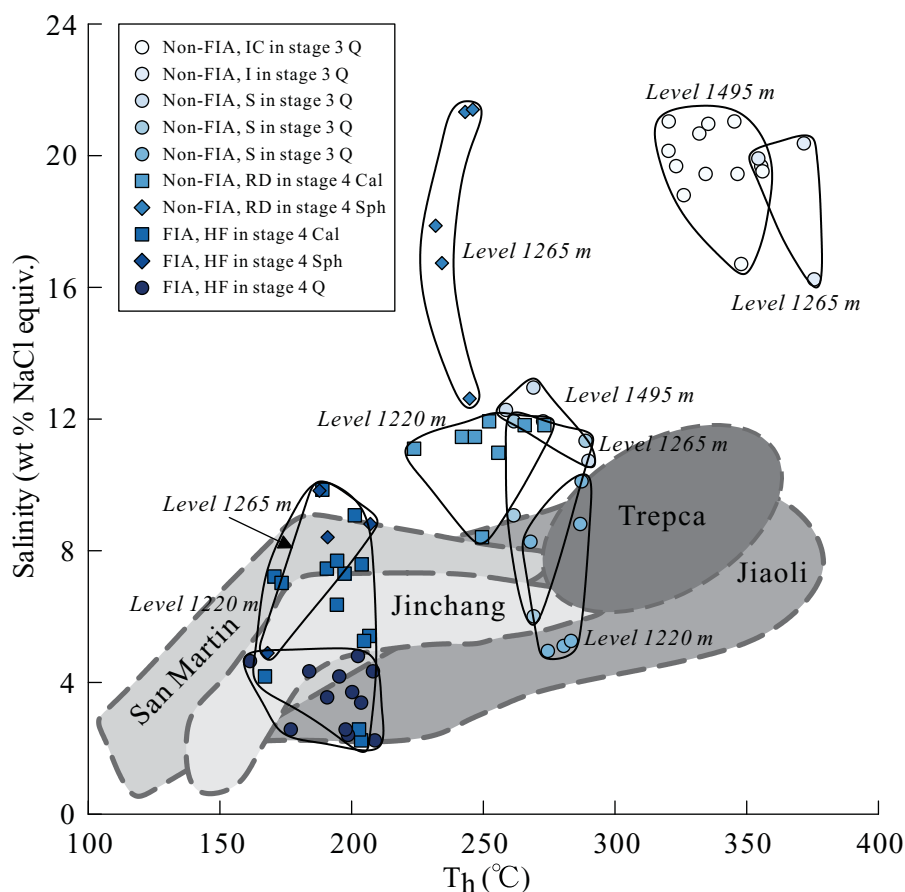 24
20
16
12
8
4
0
Salinity (wt % NaCl equiv.)
Non-FIA, IC in stage 3 Q
Non-FIA, I in stage 3 Q
Non-FIA, S in stage 3 Q
Non-FIA, S in stage 3 Q
Non-FIA, S in stage 3 Q
Non-FIA, RD in stage 4 Cal
Non-FIA, RD in stage 4 Sph
FIA, HF in stage 4 Cal
FIA, HF in stage 4 Sph
FIA, HF in stage 4 Q
Level 1495 m
Level 1265 m
Level 1265 m
Level 1495 m
Level 1220 m
Level 1265 m
Level 1265 m
Trepca
Jiaoli
Jinchang
Level 1220 m
Level 1220 m
San Martin
100
150
200
250
300
350
400
Th (℃)